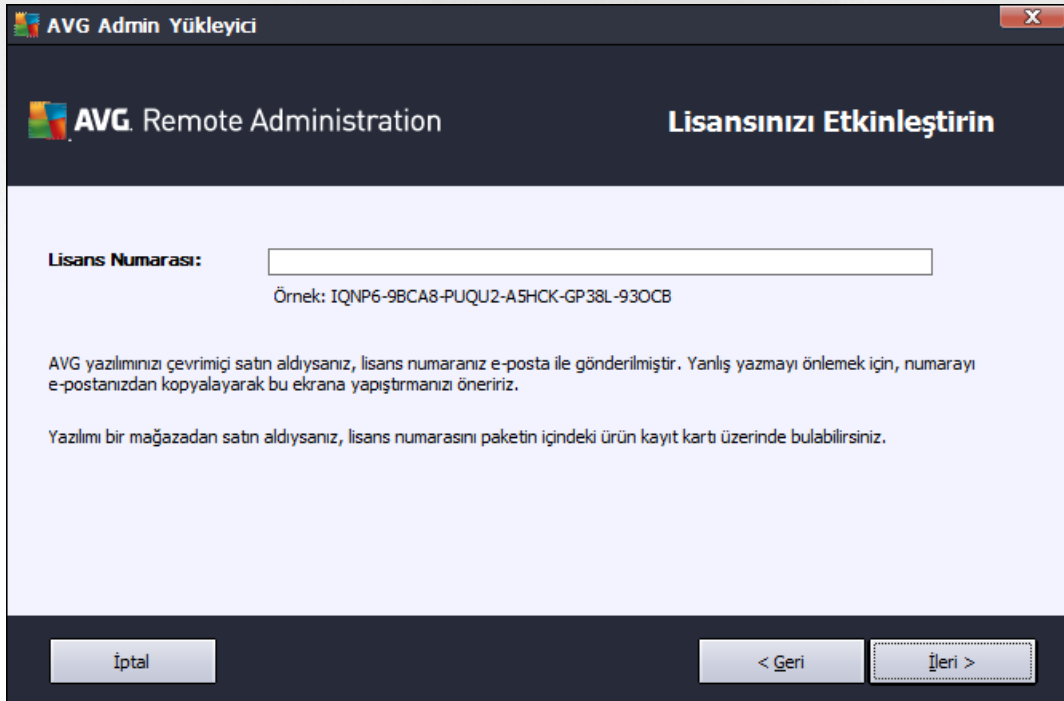 AVG Admin Yükleyici
AVG. Remote Administration
Lisansınızı Etkinleştirin
Lisans Numarası:
Örnek: IQNP6-9BCA8-PUQU2-A5HCK-GP38L-93OCB
AVG yazılımınızı çevrimiçi satın aldıysanız, lisans numaranız e-posta ile gönderilmiştir. Yanlış yazmayı önlemek için, numarayı
e-postanızdan kopyalayarak bu ekrana yapıştırmanızı öneririz.
Yazılımı bir mağazadan satın aldıysanız, lisans numarasını paketin içindeki ürün kayıt kartı üzerinde bulabilirsiniz.
İptal
< Geri
İleri >